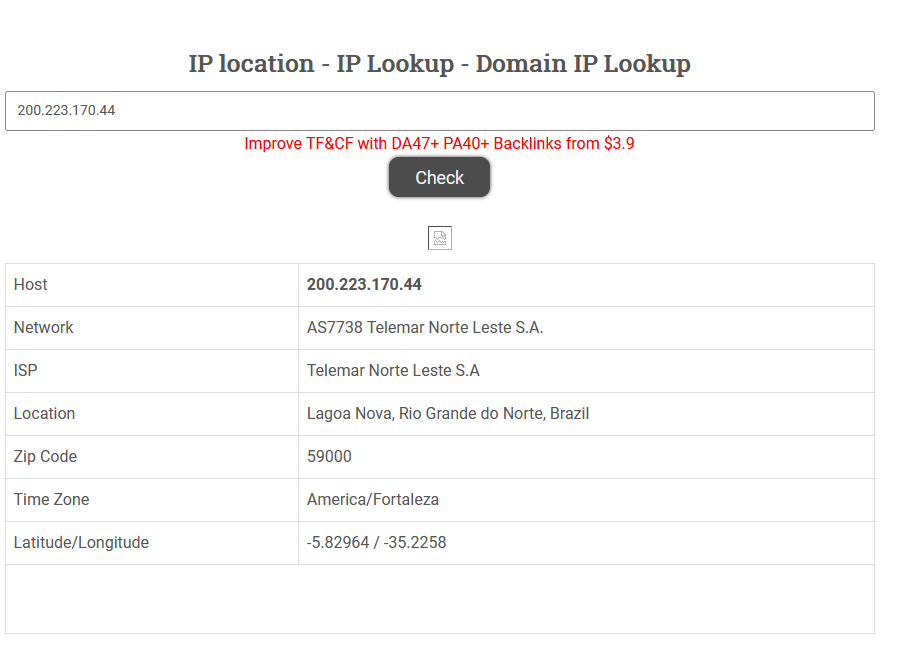 IP location - IP Lookup - Domain IP Lookup
200.223.170.44
Improve TF&CF with DA47+ PA40+ Backlinks from $3.9
Check
Host 200.223.170.44
Network AS7738 Telemar Norte Leste S.A.
ISP Telemar Norte Leste S.A
Location Lagoa Nova, Rio Grande do Norte, Brazil
Zip Code 59000
Time Zone America/Fortaleza
Latitude/Longitude -5.82964 / -35.2258